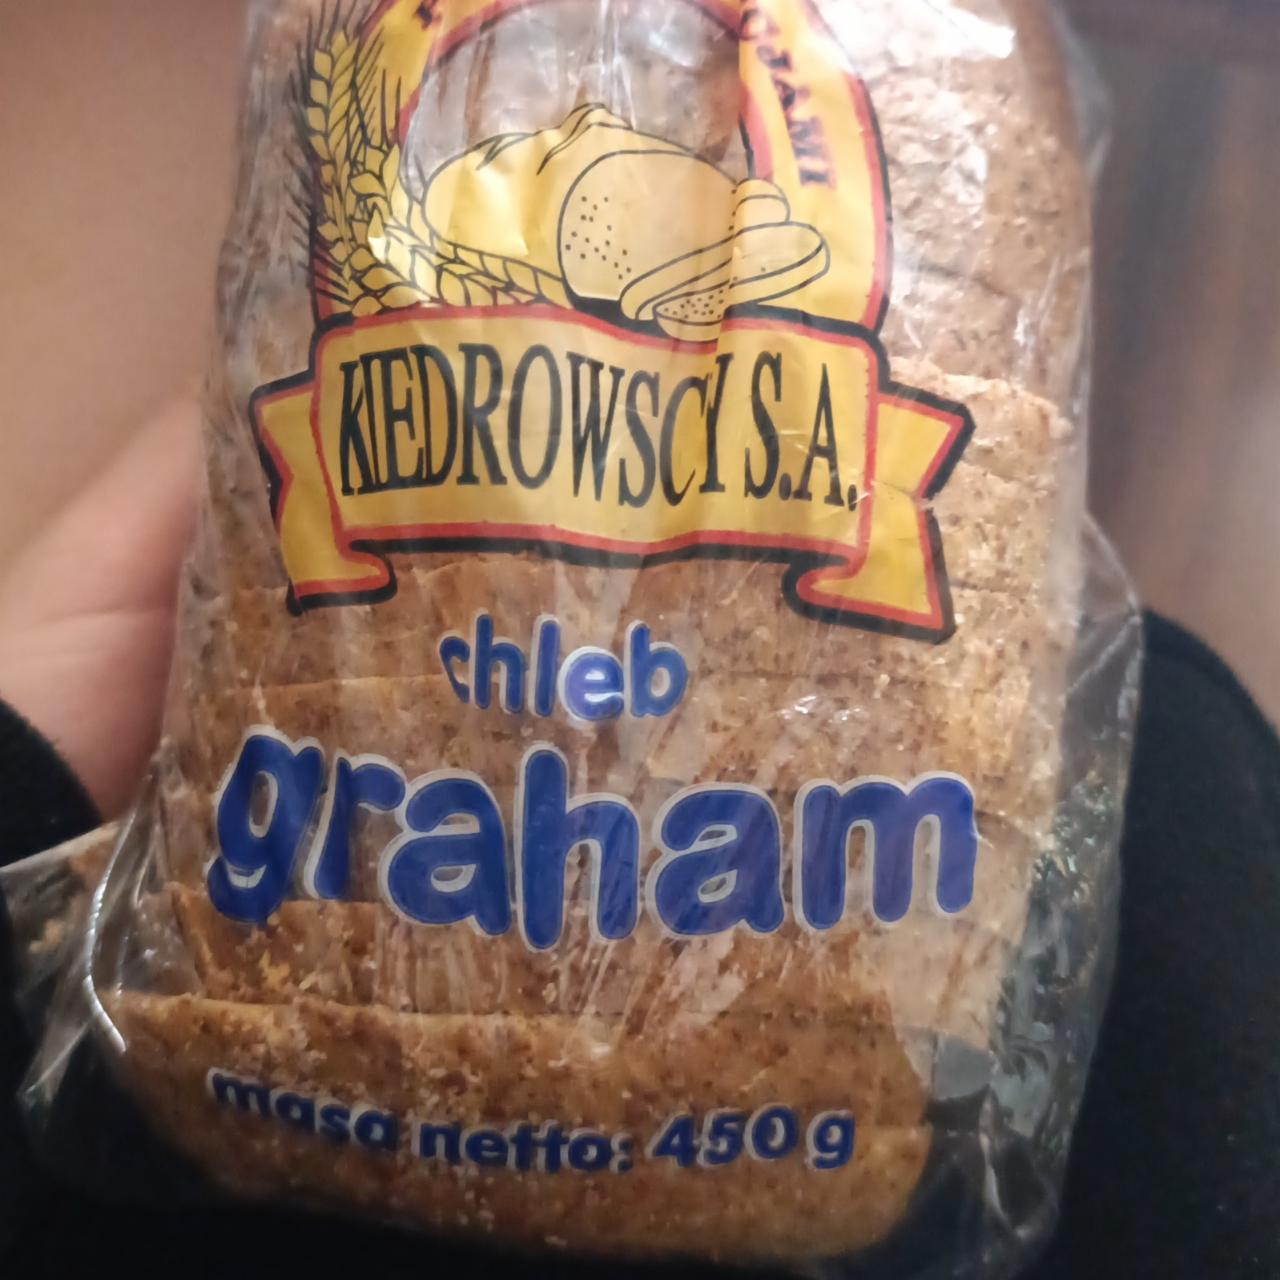 KIEDROWSCY S.A.
chleb
graham
masa netto: 450 g